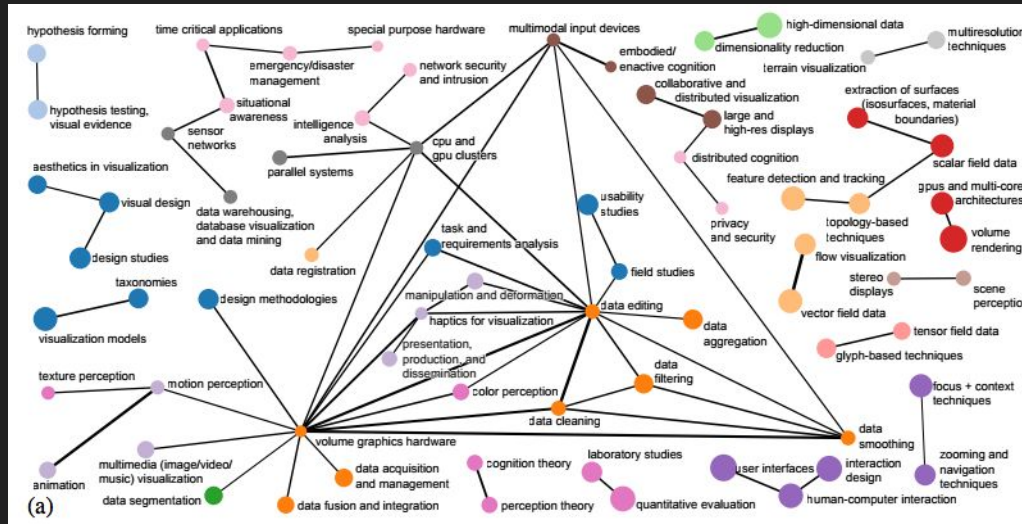 hypothesis forming
time critical applications
special purpose hardware
multimodal input devices
high-dimensional data
dimensionality reduction
multiresolution
techniques
terrain visualization
emergency/disaster
management
network security
and intrusion
embodied/
enactive cognition
collaborative and
distributed visualization
extraction of surfaces
(isosurfaces, material
boundaries)
hypothesis testing,
visual evidence
situational
awareness
intelligence
analysis
large and
high-res displays
sensor
networks
cpu and
gpu clusters
parallel systems
distributed cognition
scalar field data
aesthetics in visualization
feature detection and tracking
gpus and multi-core
architectures
visual design
data warehousing,
database visualization
and data mining
usability
studies
privacy
and security
topology-based
techniques
volume
rendering
task and
requirements analysis
flow visualization
design studies
data registration
field studies
stereo
displays
scene
perception
taxonomies
design methodologies
manipulation and deformation
data editing
vector field data
haptics for visualization
data
aggregation
tensor field data
visualization models
presentation,
production, and
dissemination
glyph-based techniques
texture perception
motion perception
color perception
data
filtering
focus + context
techniques
data cleaning
volume graphics hardware
data
smoothing
multimedia (image/video/
music) visualization
data acquisition
and management
cognition theory
laboratory studies
user interfaces
interaction
design
zooming and
navigation
techniques
animation
data segmentation
data fusion and integration
perception theory
quantitative evaluation
human-computer interaction
(a)